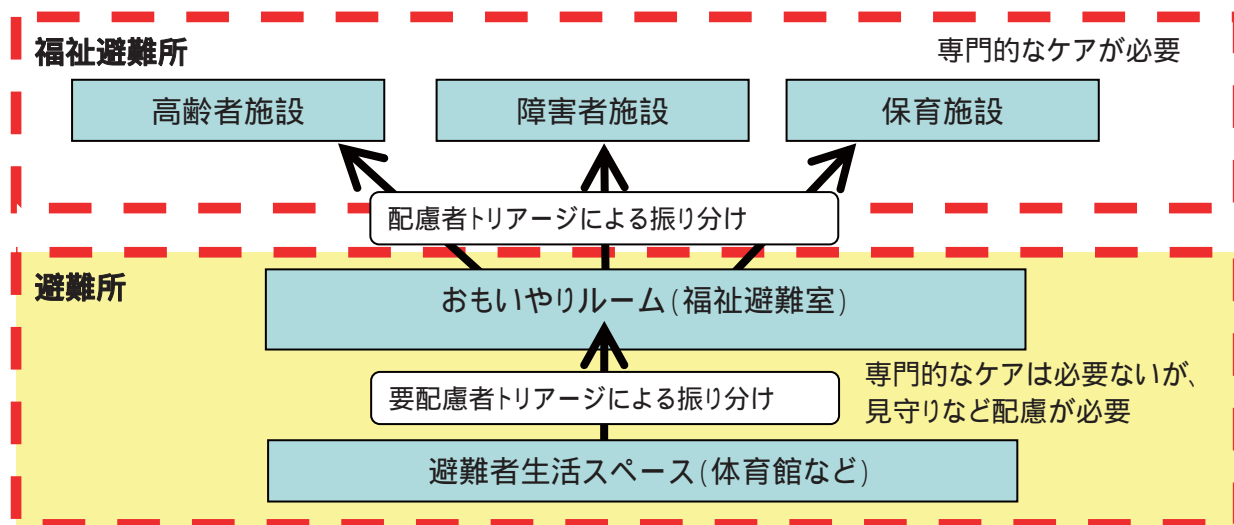 福祉避難所
専門的なケアが必要
高齢者施設
障害者施設
保育施設
配慮者トリアージによる振り分け
避難所
おもいやりルーム(福祉避難室)
専門的なケアは必要ないが、
見守りなど配慮が必要
要配慮者トリアージによる振り分け
避難者生活スペース(体育館など)